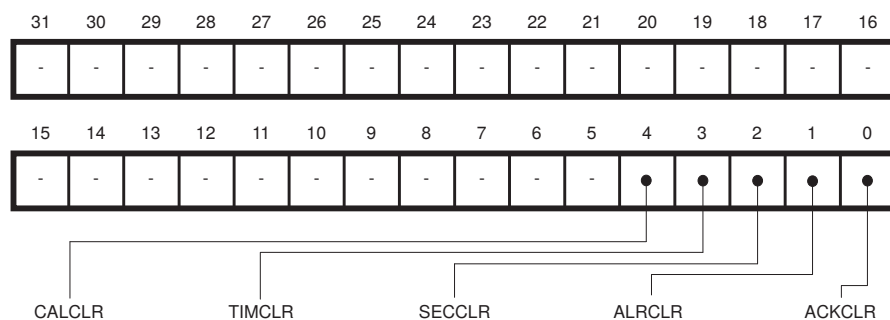 31 30 29 28 27 26 25 24 23 22 21 20 19 18 17 16
- - - - - - - - - - - - - - - -
15 14 13 12 11 10 9 8 7 6 5 4 3 2 1 0
- - - - - - - - - - -
CALCLR TIMCLR SECCLR ALRCLR ACKCLR